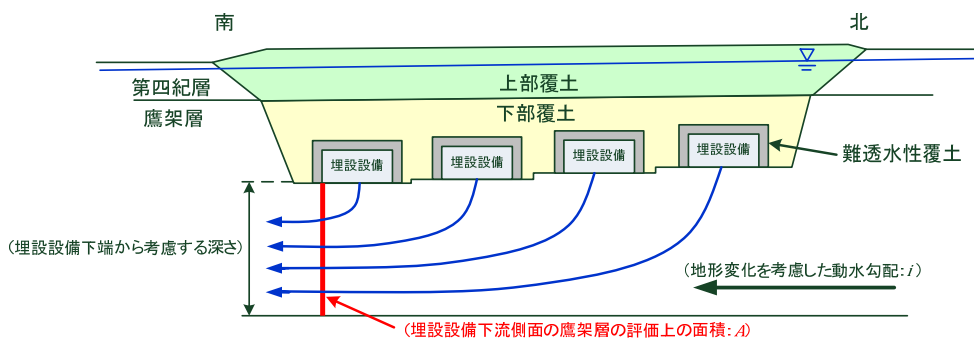 南
北
第四紀層
上部覆土
鷹架層
下部覆土
埋設設備
埋設設備
埋設設備
埋設設備
難透水性覆土
(埋設設備下端から考慮する深さ)
(地形変化を考慮した動水勾配:i)
(埋設設備下流側面の鷹架層の評価上の面積:A)